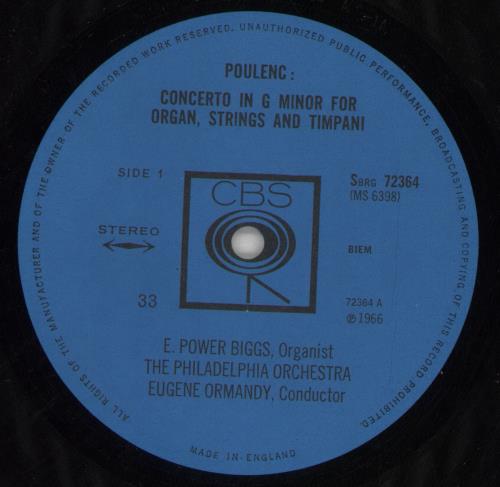 ALL RIGHTS OF THE MANUFACTURER AND OF THE OWNER OF THE RECORDED WORK RESERVED. UNAUTHORIZED PUBLIC PERFORMANCE, BROADCASTING AND COPYING OF THIS RECORD PROHIBITED.
POULENC:
CONCERTO IN G MINOR FOR
ORGAN, STRINGS AND TIMPANI
SIDE 1
CBS
SBRG 72364
(MS 6398)
STEREO
BIEM
33
72364 A
℗ 1966
E. POWER BIGGS, Organist
THE PHILADELPHIA ORCHESTRA
EUGENE ORMANDY, Conductor
MADE IN ENGLAND